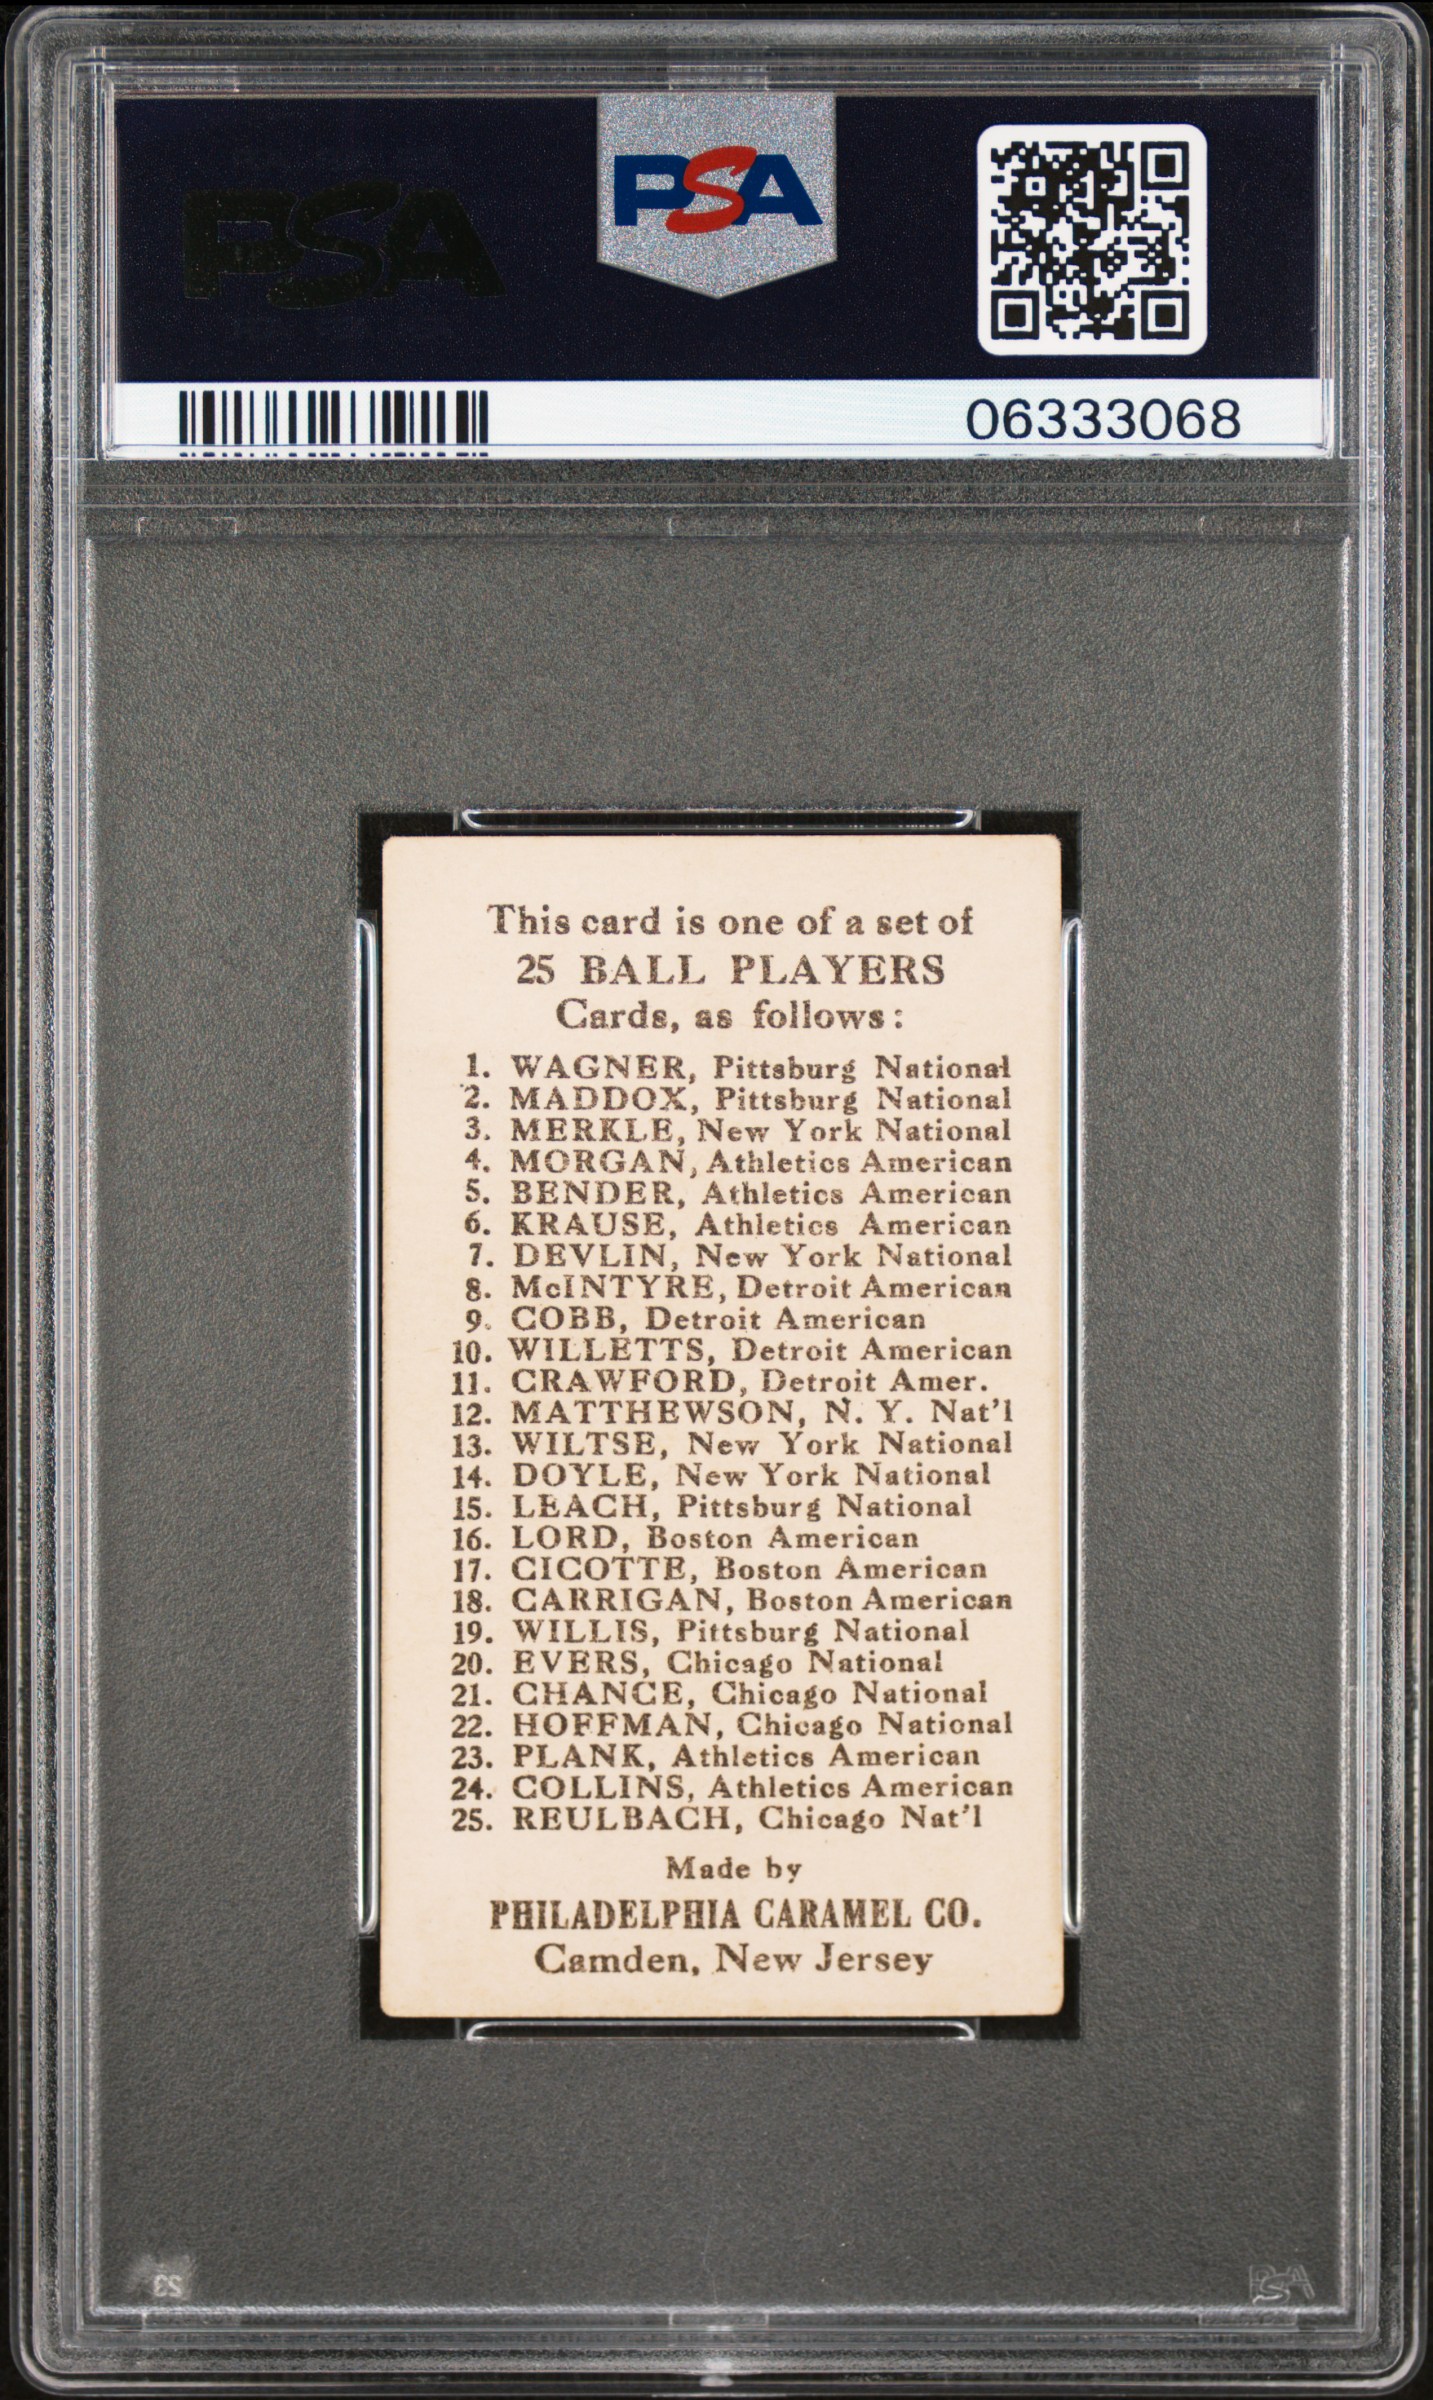 PSA
PSA
06333068
This card is one of a set of
25 BALL PLAYERS
Cards, as follows:
1. WAGNER, Pittsburg National
2. MADDOX, Pittsburg National
3. MERKLE, New York National
4. MORGAN, Athletics American
5. BENDER, Athletics American
6. KRAUSE, Athletics American
7. DEVLIN, New York National
8. McINTYRE, Detroit American
9. COBB, Detroit American
10. WILLETTS, Detroit American
11. CRAWFORD, Detroit Amer.
12. MATTHEWSON, N. Y. Nat'l
13. WILTSE, New York National
14. DOYLE, New York National
15. LEACH, Pittsburg National
16. LORD, Boston American
17. CICOTTE, Boston American
18. CARRIGAN, Boston American
19. WILLIS, Pittsburg National
20. EVERS, Chicago National
21. CHANCE, Chicago National
22. HOFFMAN, Chicago National
23. PLANK, Athletics American
24. COLLINS, Athletics American
25. REULBACH, Chicago Nat'l
Made by
PHILADELPHIA CARAMEL CO.
Camden, New Jersey
23
PSA